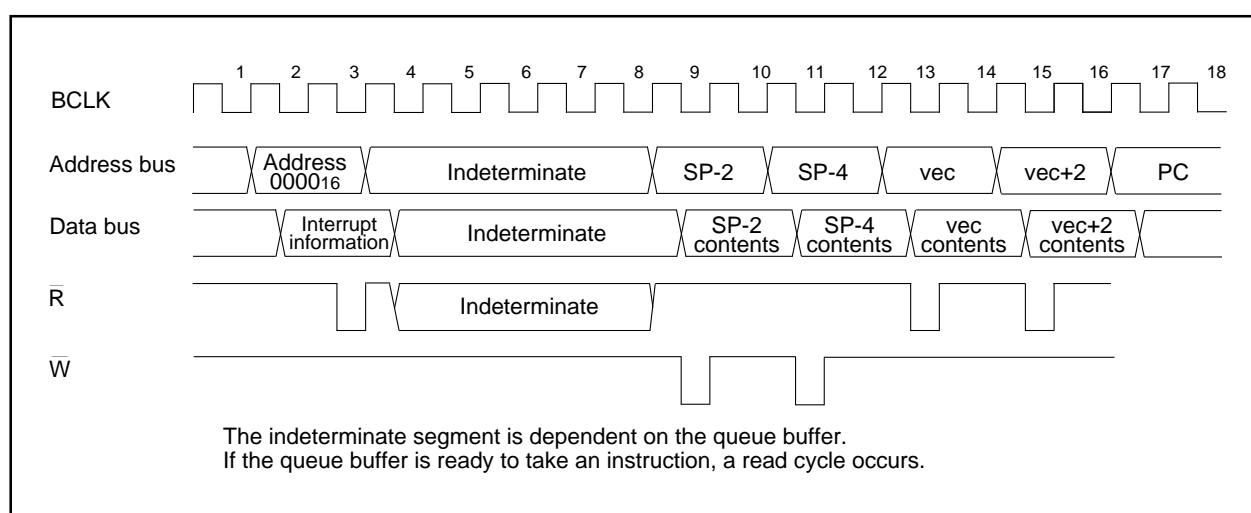 1 2 3 4 5 6 7 8 9 10 11 12 13 14 15 16 17 18
BCLK
Address bus
Address
000016
Indeterminate
SP-2
SP-4
vec
vec+2
PC
Data bus
Interrupt
information
Indeterminate
SP-2
contents
SP-4
contents
vec
contents
vec+2
contents
R̅
Indeterminate
W̅
The indeterminate segment is dependent on the queue buffer.
If the queue buffer is ready to take an instruction, a read cycle occurs.